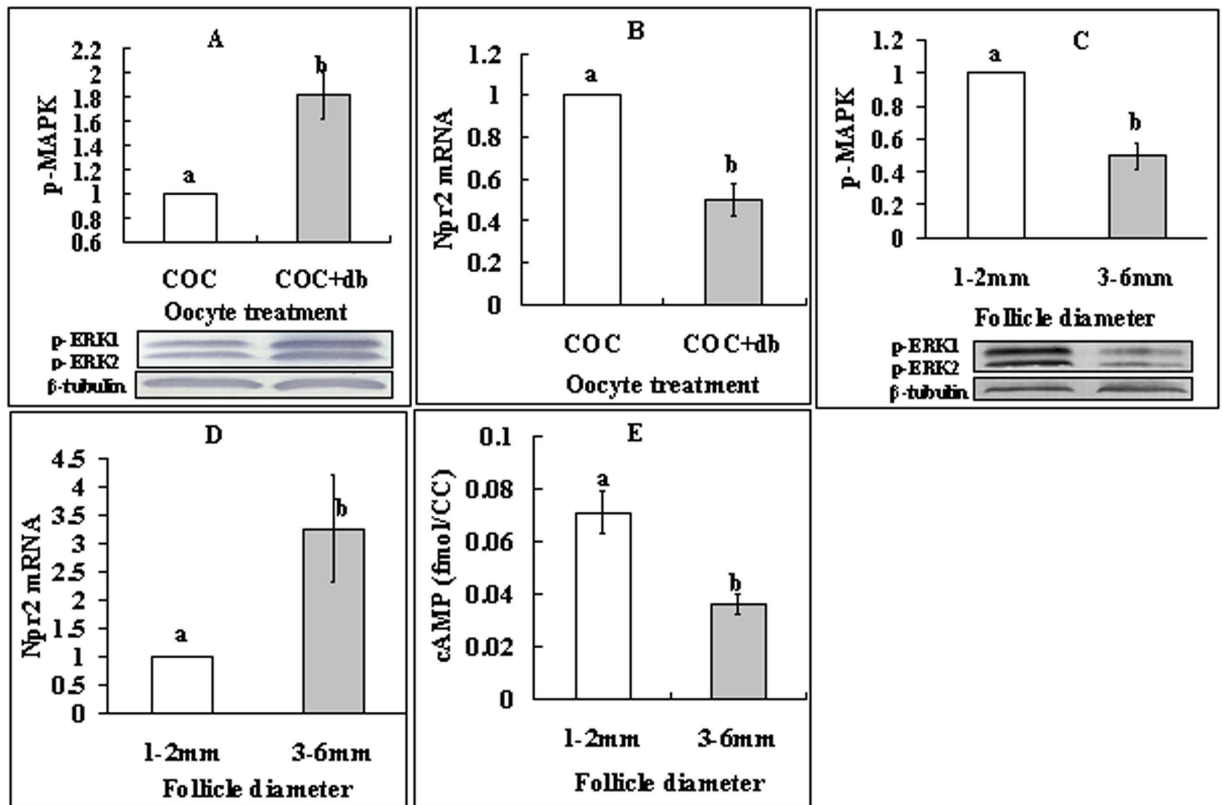 A
2.2
2
1.8
1.6
1.4
1.2
1
0.8
0.6
p-MAPK
a
b
COC COC+db
Oocyte treatment
p-ERK1
p-ERK2
β-tubulin
B
1.2
1
0.8
0.6
0.4
0.2
0
Npr2 mRNA
a
b
COC COC+db
Oocyte treatment
C
1.2
1
0.8
0.6
0.4
0.2
0
p-MAPK
a
b
1-2mm 3-6mm
Follicle diameter
p-ERK1
p-ERK2
β-tubulin
D
4.5
4
3.5
3
2.5
2
1.5
1
0.5
0
Npr2 mRNA
a
b
1-2mm 3-6mm
Follicle diameter
E
0.1
0.08
0.06
0.04
0.02
0
cAMP (fmol/CC)
a
b
1-2mm 3-6mm
Follicle diameter